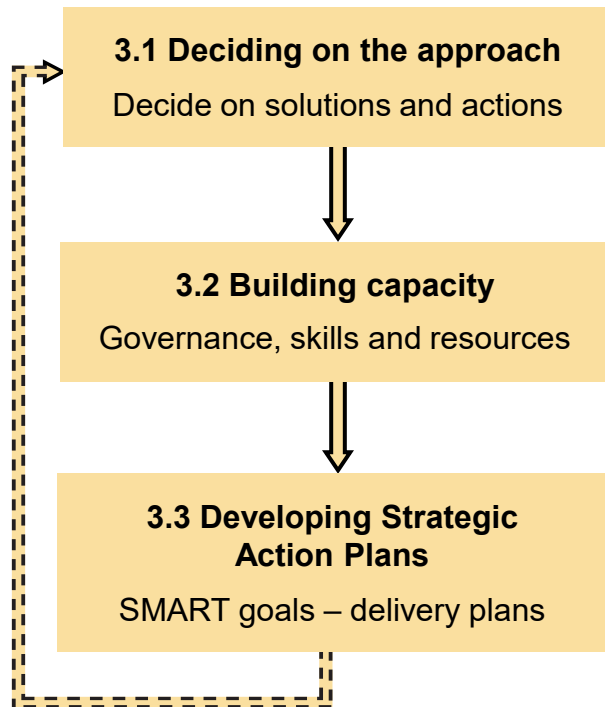 3.1 Deciding on the approach
Decide on solutions and actions
3.2 Building capacity
Governance, skills and resources
3.3 Developing Strategic
Action Plans
SMART goals – delivery plans